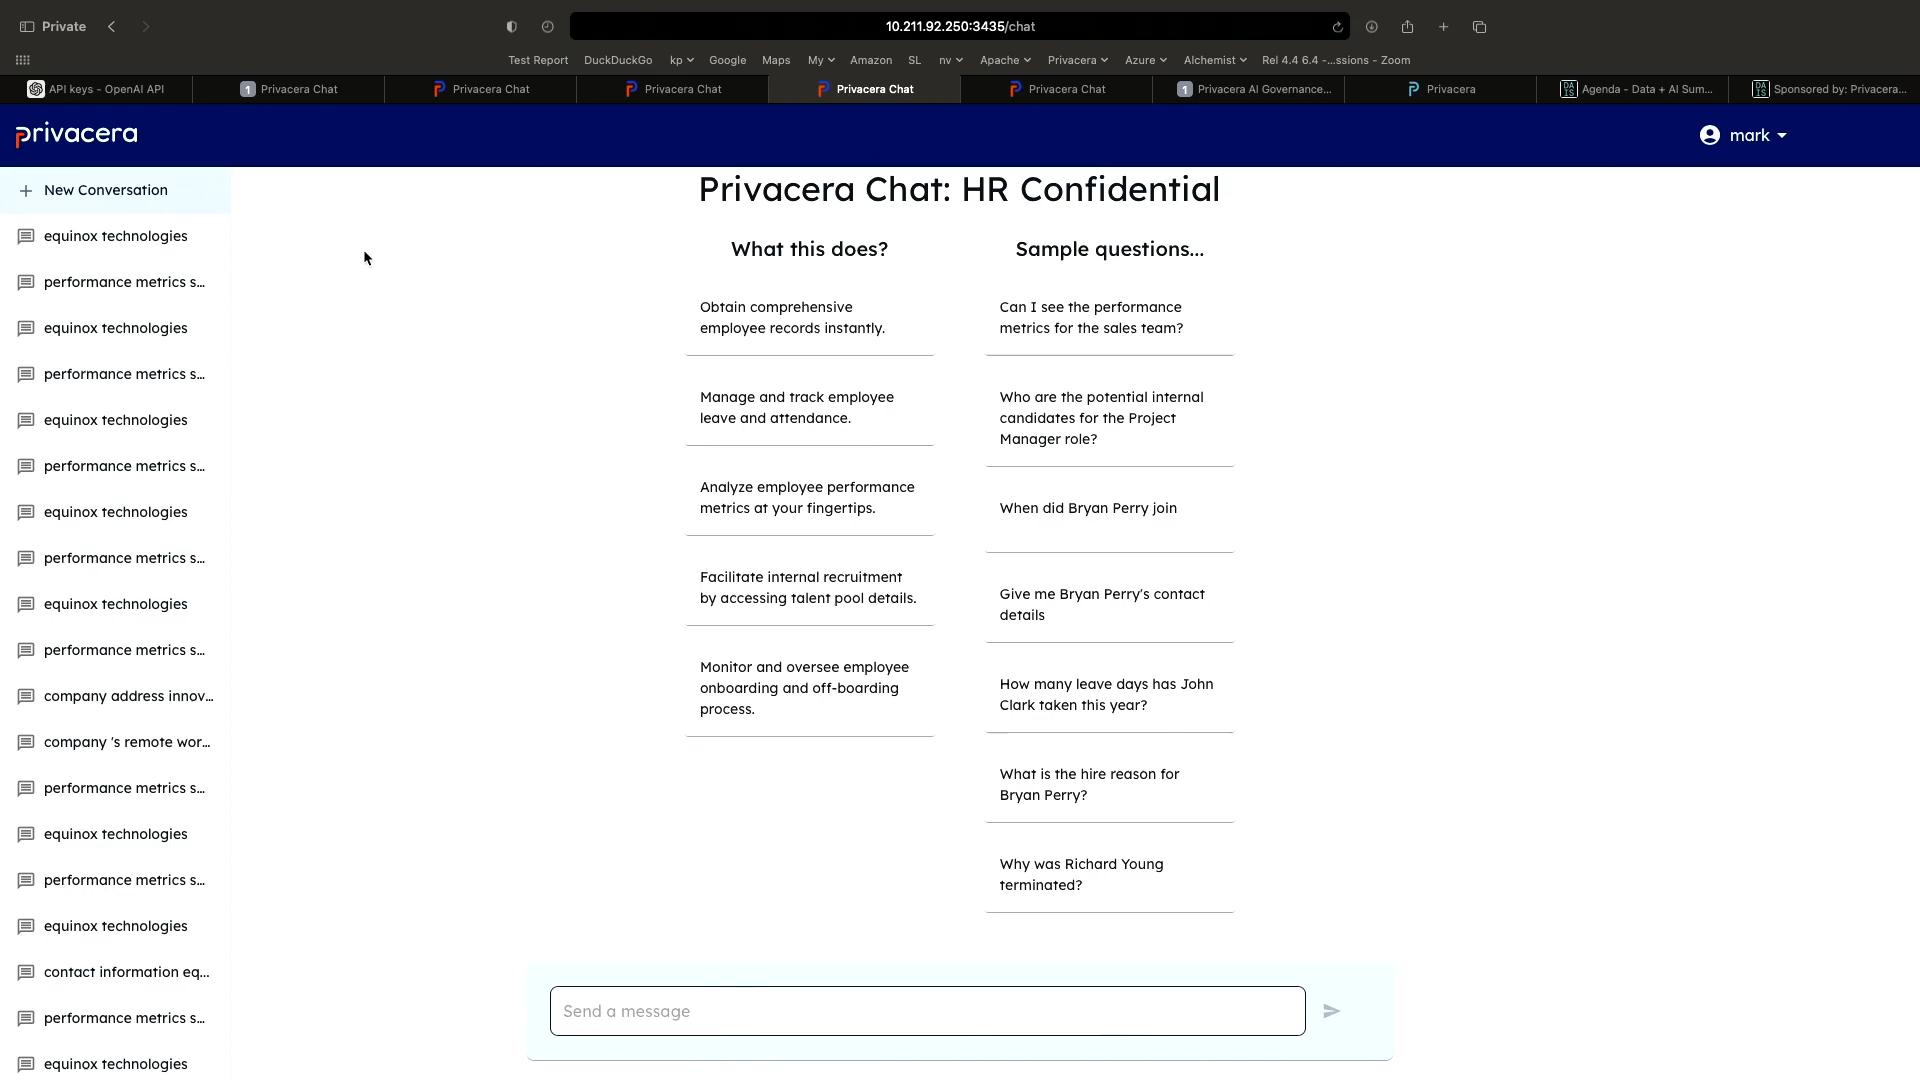 Private
10.211.92.250:3435/chat
Test Report DuckDuckGo kp Google Maps My Amazon SL nv Apache Privacera Azure Alchemist Rel 4.4 6.4 -...ssions - Zoom
API keys - OpenAI API
1 Privacera Chat
Privacera Chat
Privacera Chat
Privacera Chat
Privacera Chat
1 Privacera AI Governance...
Privacera
DA IS Agenda - Data + AI Sum...
DA IS Sponsored by: Privacera...
privacera
mark
New Conversation
equinox technologies
performance metrics s...
equinox technologies
performance metrics s...
equinox technologies
performance metrics s...
equinox technologies
performance metrics s...
equinox technologies
performance metrics s...
company address innov...
company 's remote wor...
performance metrics s...
equinox technologies
performance metrics s...
equinox technologies
contact information eq...
performance metrics s...
equinox technologies
Privacera Chat: HR Confidential
What this does?
Obtain comprehensive
employee records instantly.
Manage and track employee
leave and attendance.
Analyze employee performance
metrics at your fingertips.
Facilitate internal recruitment
by accessing talent pool details.
Monitor and oversee employee
onboarding and off-boarding
process.
Sample questions...
Can I see the performance
metrics for the sales team?
Who are the potential internal
candidates for the Project
Manager role?
When did Bryan Perry join
Give me Bryan Perry's contact
details
How many leave days has John
Clark taken this year?
What is the hire reason for
Bryan Perry?
Why was Richard Young
terminated?
Send a message